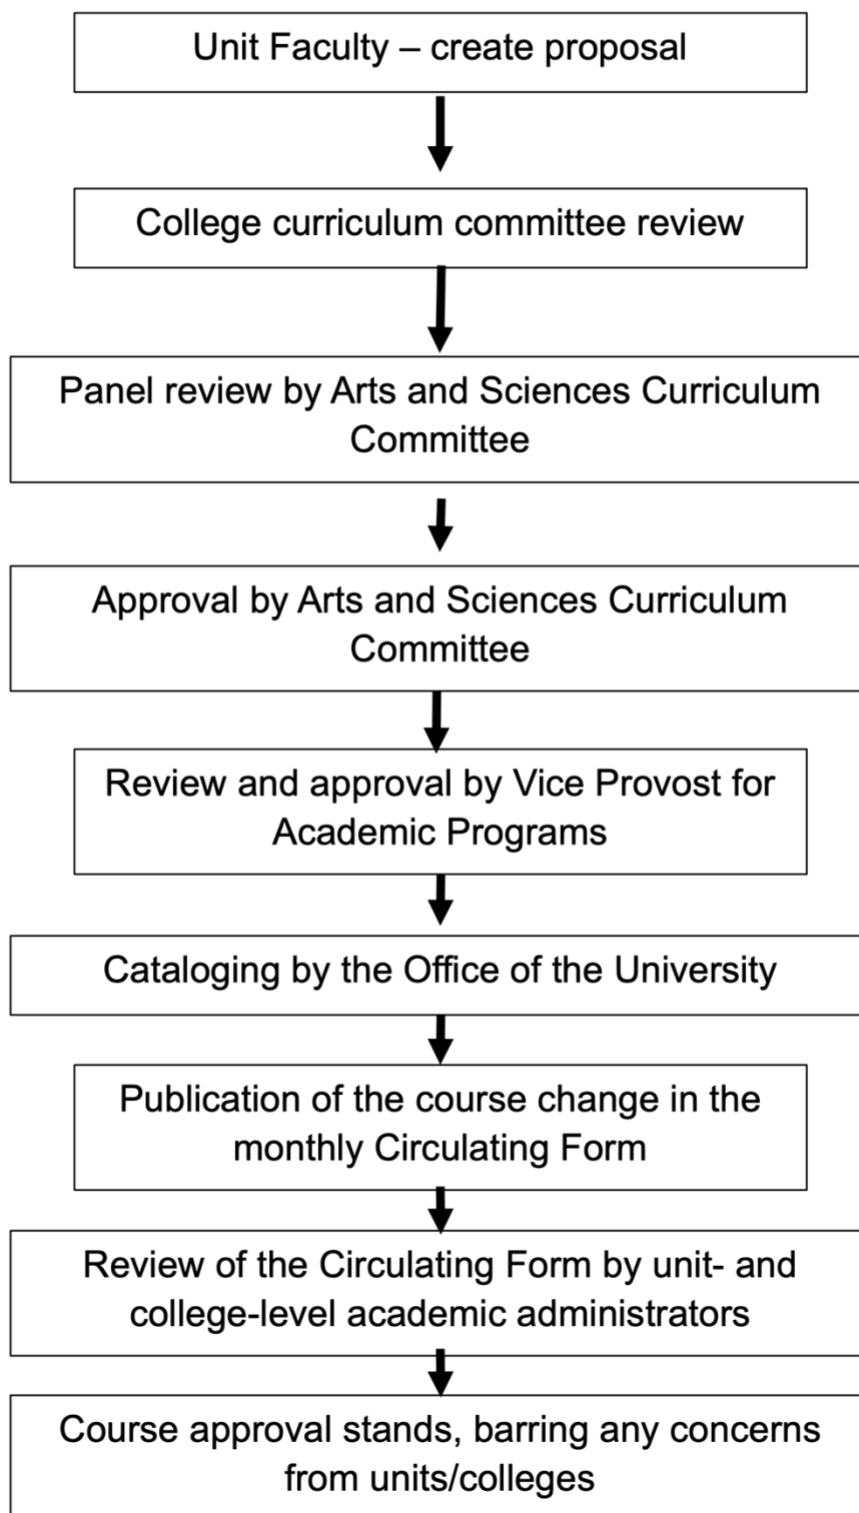 Unit Faculty – create proposal
College curriculum committee review
Panel review by Arts and Sciences Curriculum
Committee
Approval by Arts and Sciences Curriculum
Committee
Review and approval by Vice Provost for
Academic Programs
Cataloging by the Office of the University
Publication of the course change in the
monthly Circulating Form
Review of the Circulating Form by unit- and
college-level academic administrators
Course approval stands, barring any concerns
from units/colleges